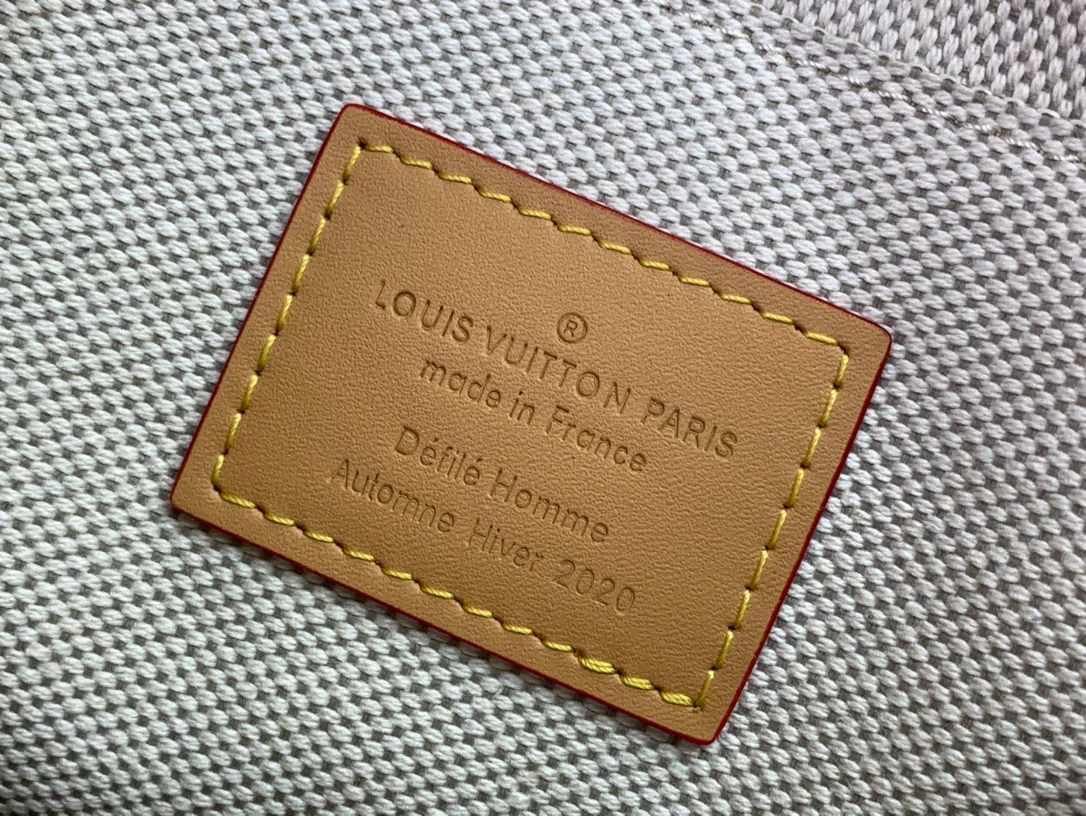 ®
LOUIS VUITTON PARIS
made in France
Défilé Homme
Automne Hiver 2020